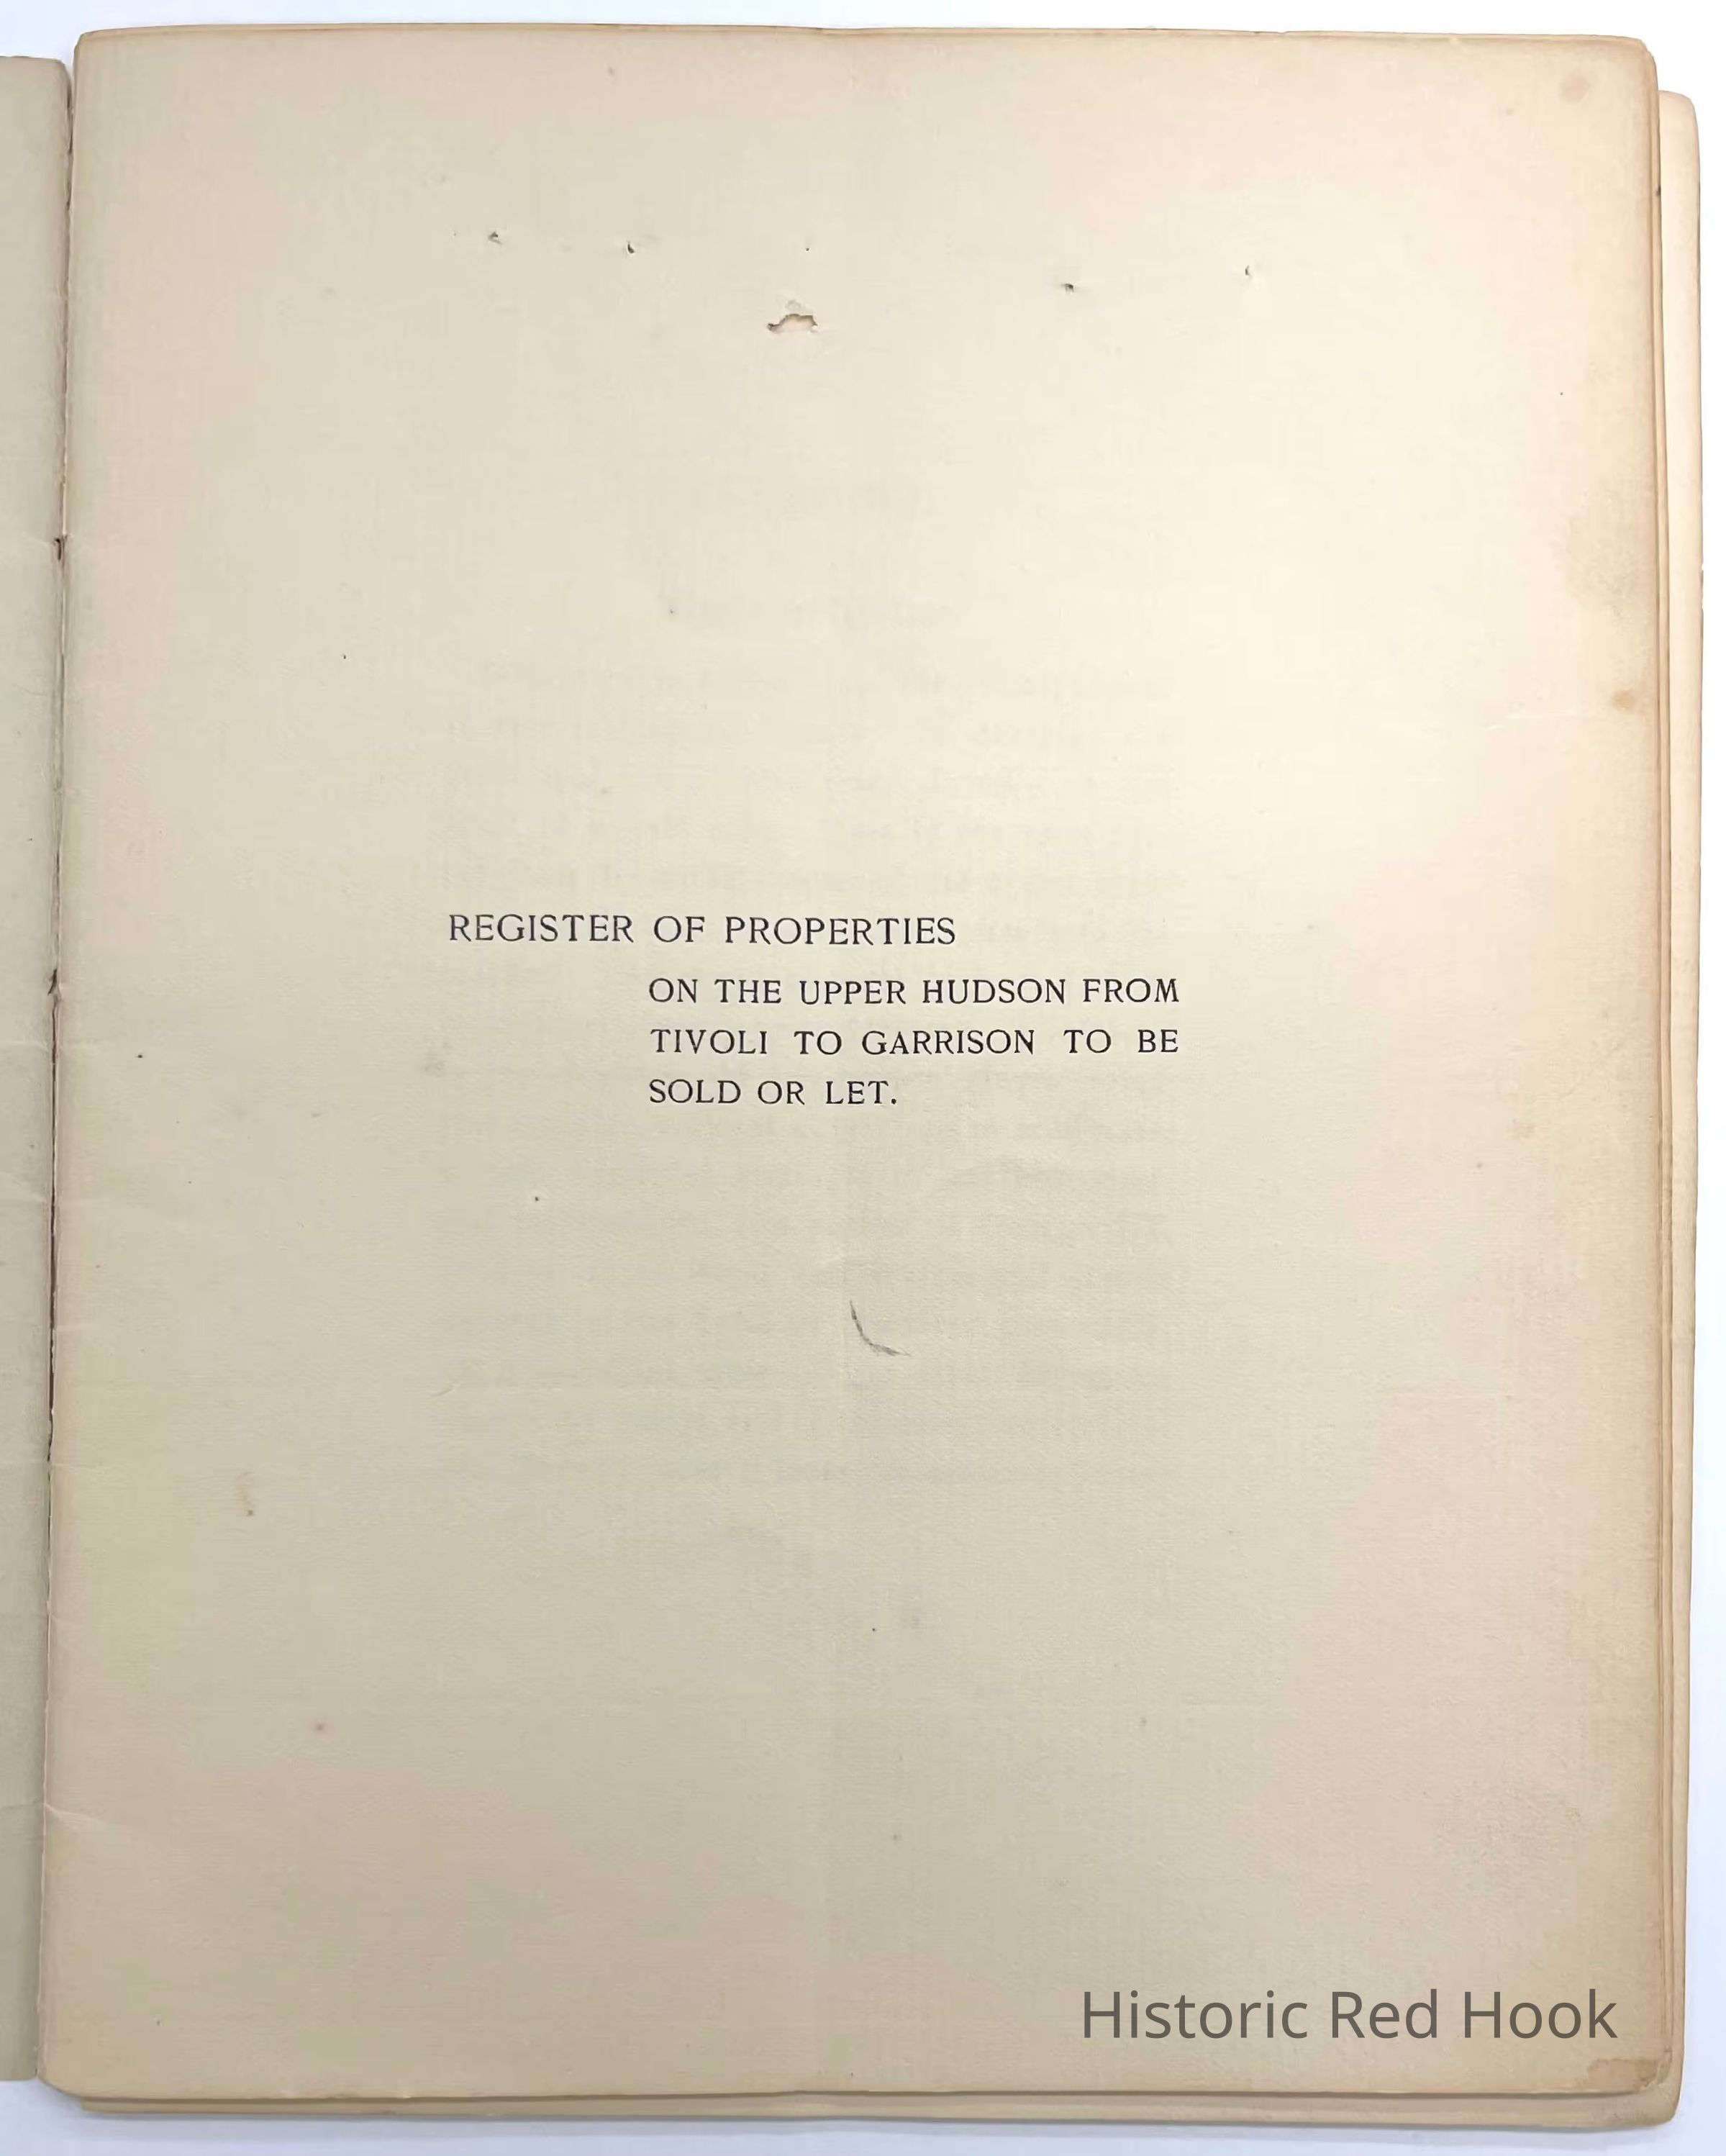 REGISTER OF PROPERTIES
ON THE UPPER HUDSON FROM
TIVOLI TO GARRISON TO BE
SOLD OR LET.
Historic Red Hook